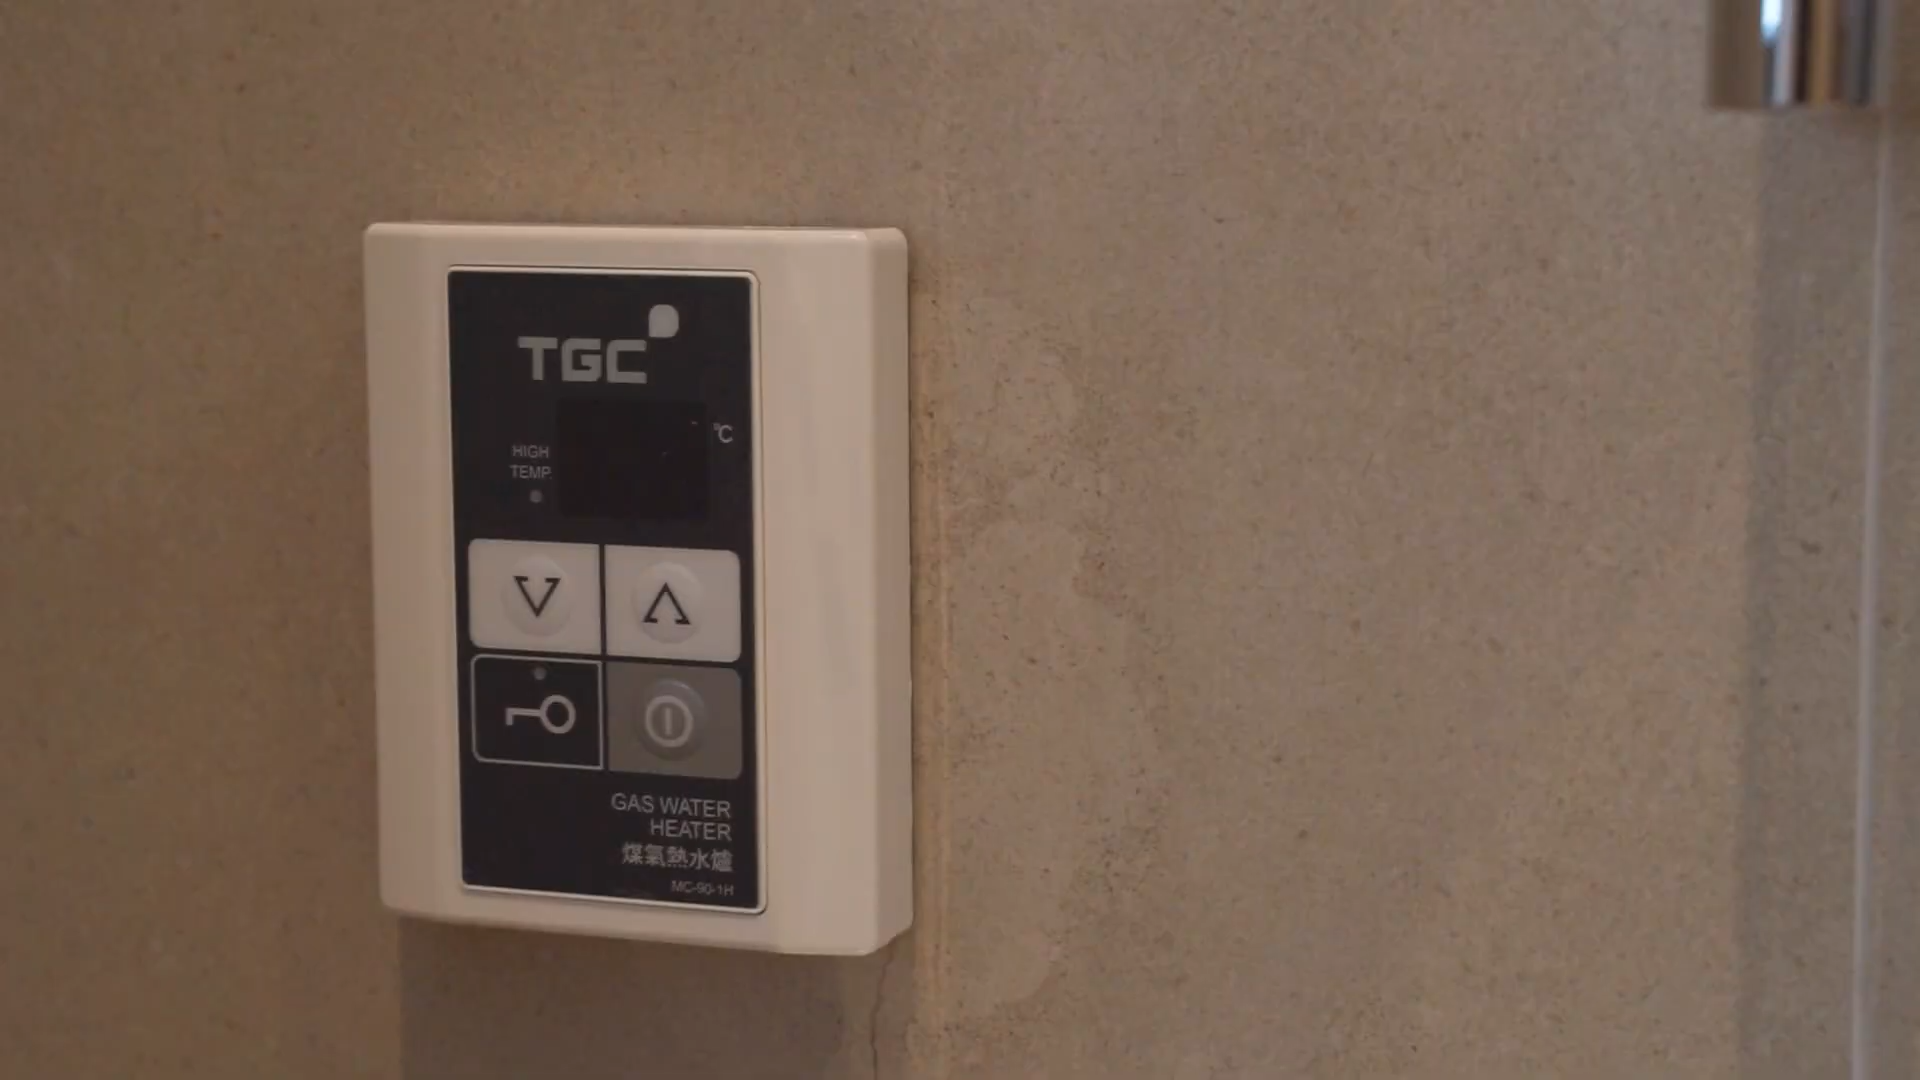 TGC
℃
HIGH
TEMP.
GAS WATER
HEATER
煤氣熱水爐
MC-90-1H